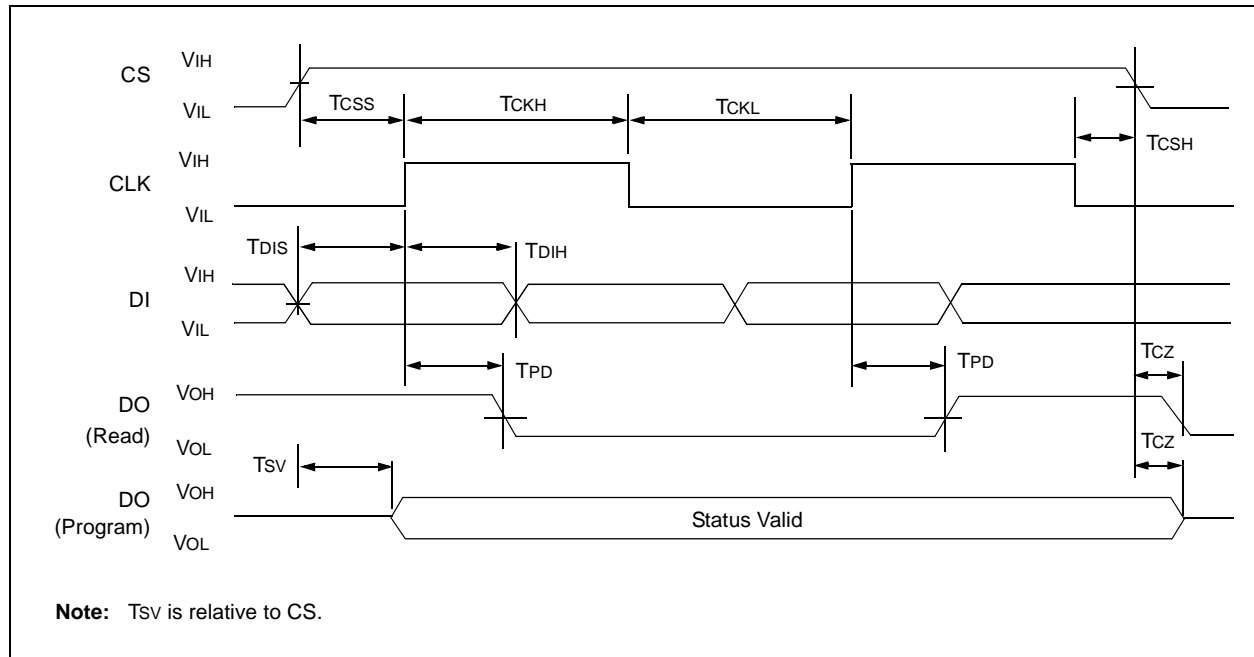 CS
VIH
VIL
TCSS
TCKH
TCKL
TCSH
CLK
VIH
VIL
TDIS
TDIH
DI
VIH
VIL
TPD
TPD
TCZ
DO
(Read)
VOH
VOL
TSV
TCZ
DO
(Program)
VOH
VOL
Status Valid
Note: TSV is relative to CS.